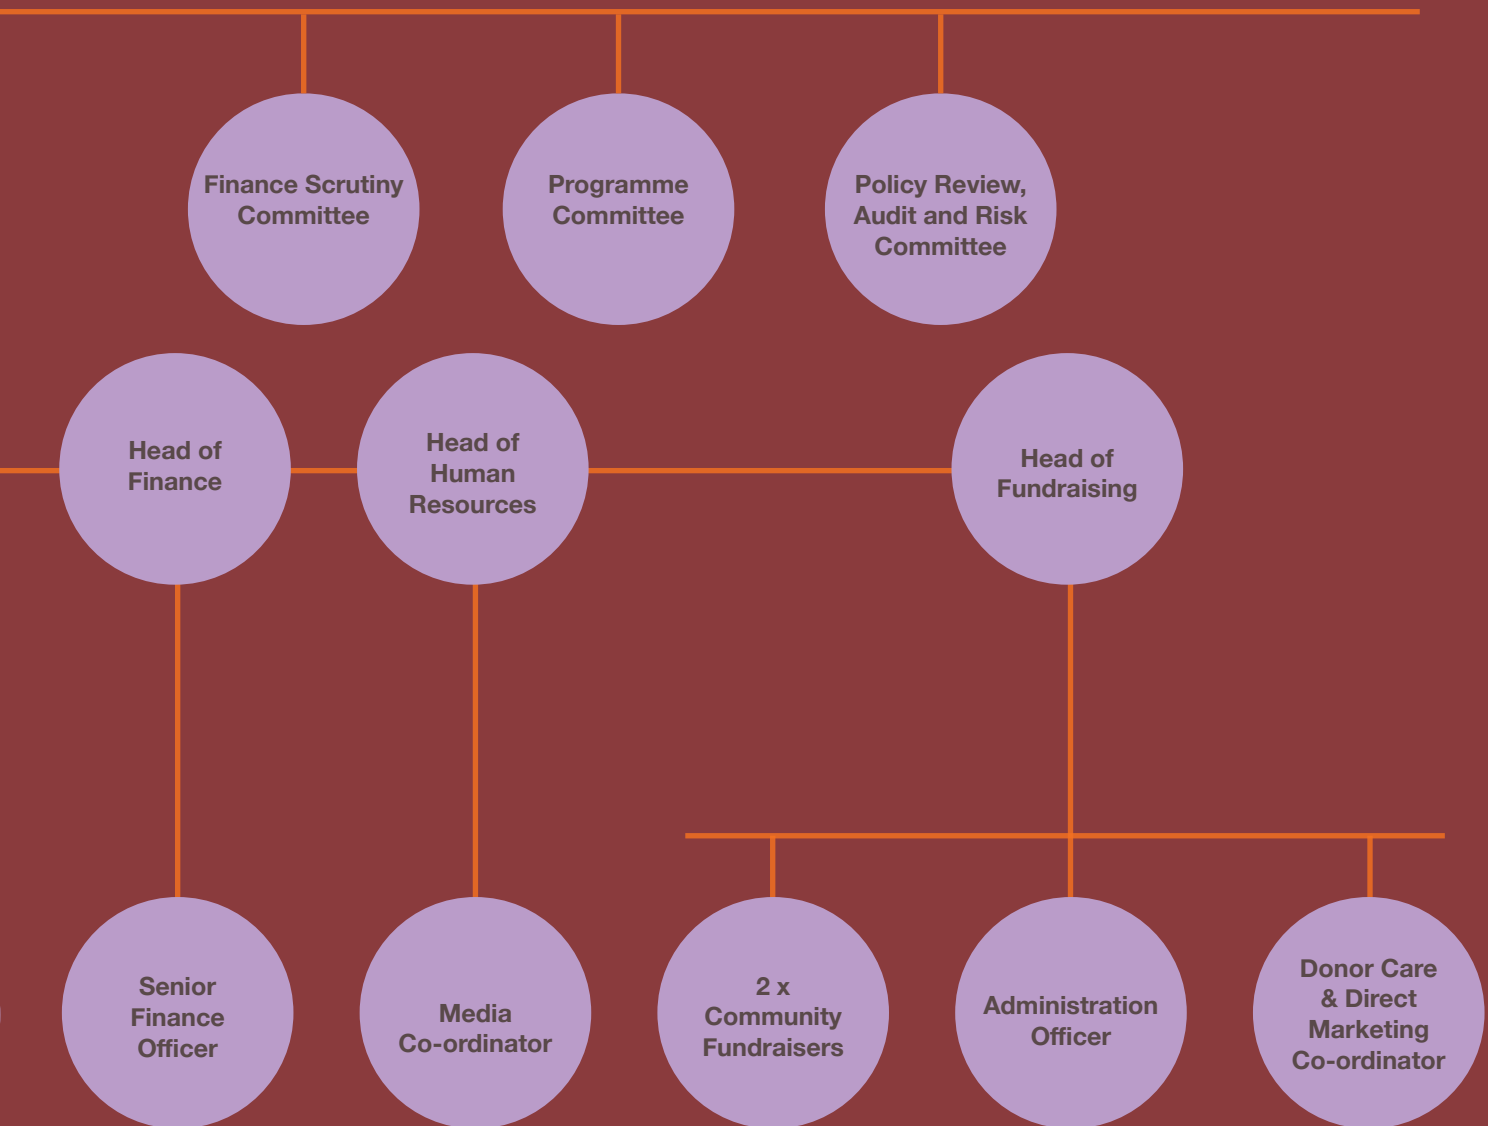 Finance Scrutiny
Committee
Programme
Committee
Policy Review,
Audit and Risk
Committee
Head of
Finance
Head of
Human
Resources
Head of
Fundraising
Senior
Finance
Officer
Media
Co-ordinator
2 x
Community
Fundraisers
Administration
Officer
Donor Care
& Direct
Marketing
Co-ordinator